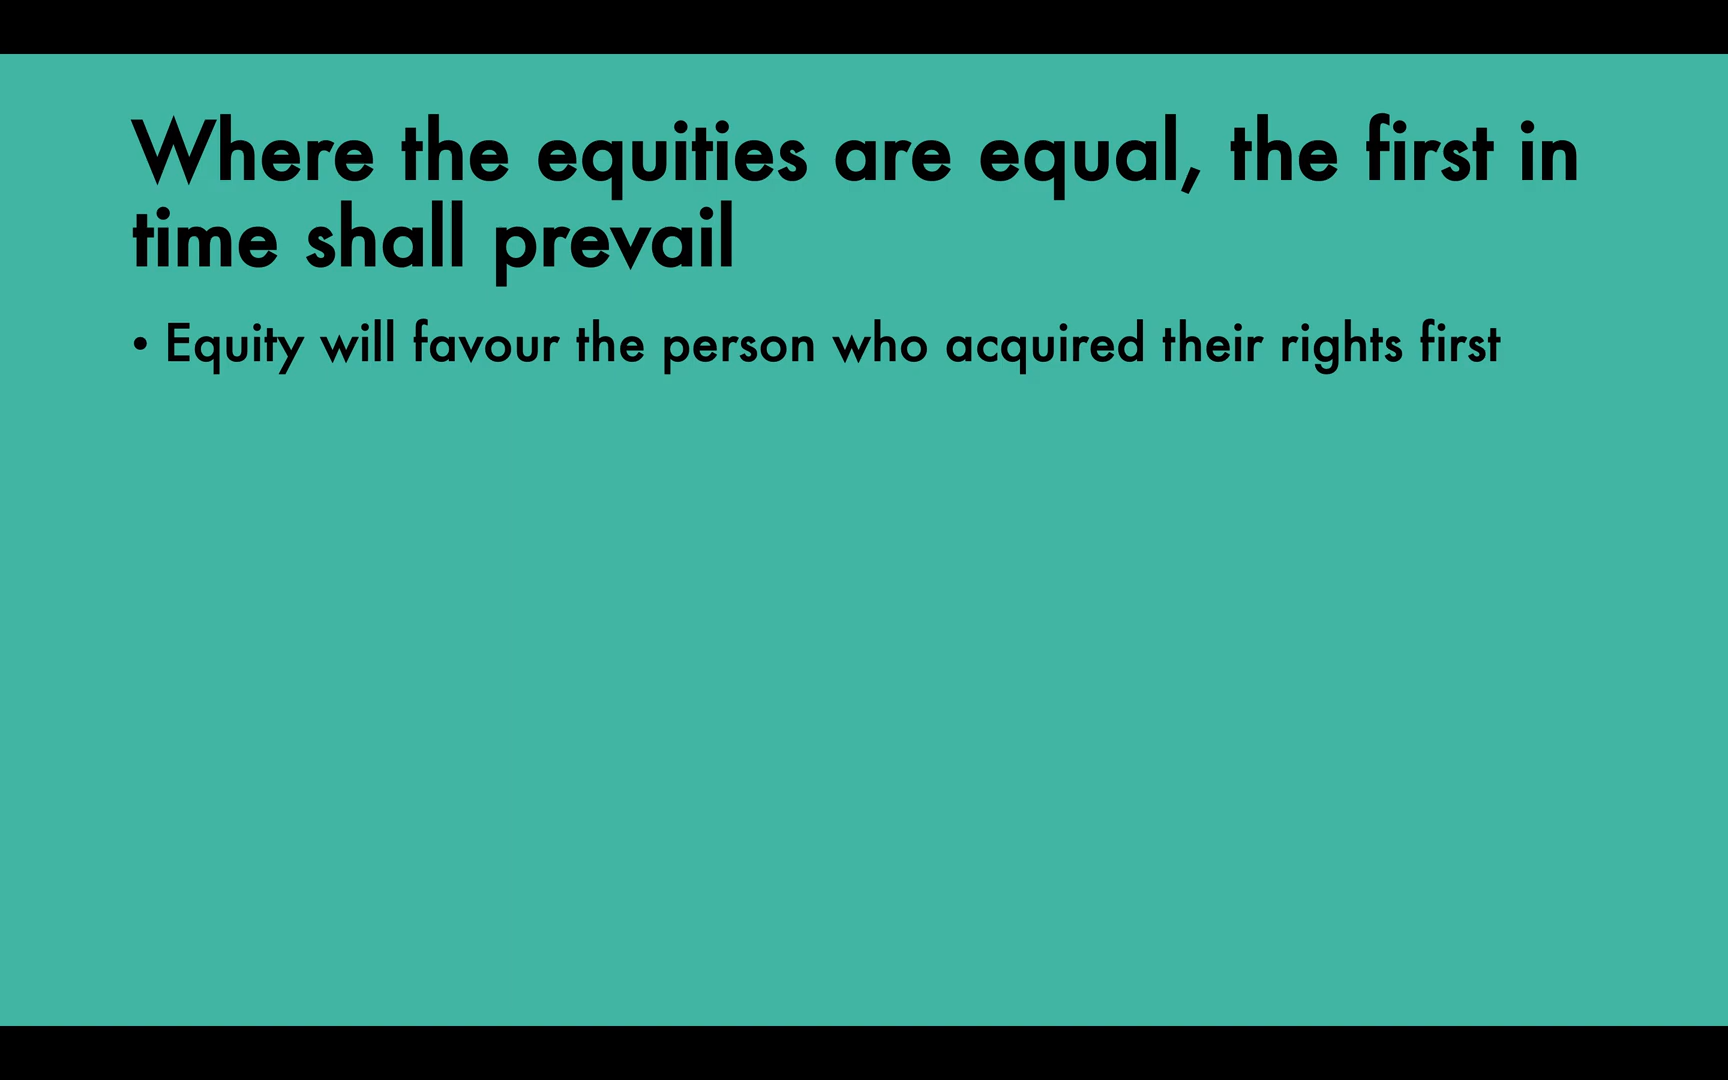 Where the equities are equal, the first in
time shall prevail
• Equity will favour the person who acquired their rights first